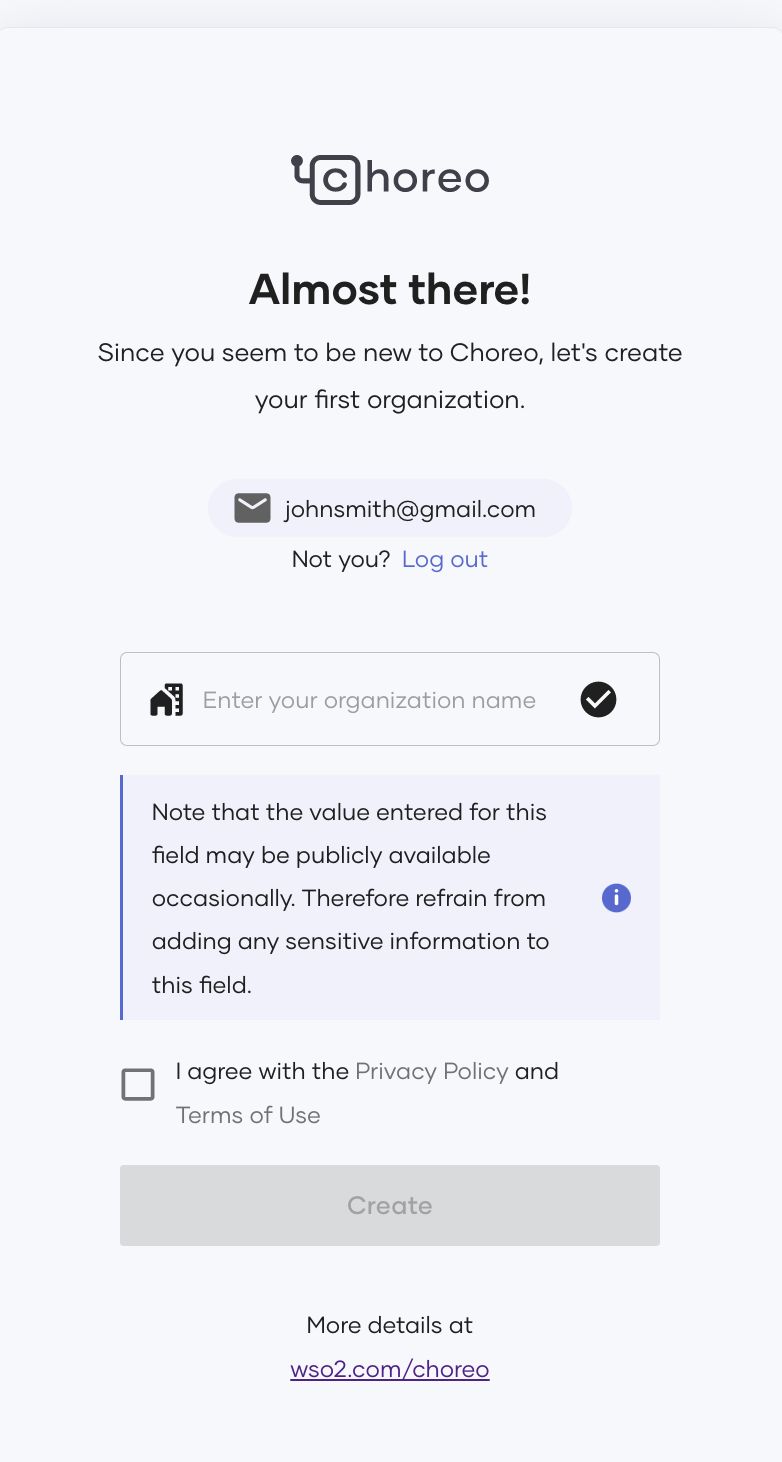 choreo
Almost there!
Since you seem to be new to Choreo, let's create
your first organization.
johnsmith@gmail.com
Not you? Log out
Enter your organization name
Note that the value entered for this
field may be publicly available
occasionally. Therefore refrain from
adding any sensitive information to
this field.
I agree with the Privacy Policy and
Terms of Use
Create
More details at
wso2.com/choreo